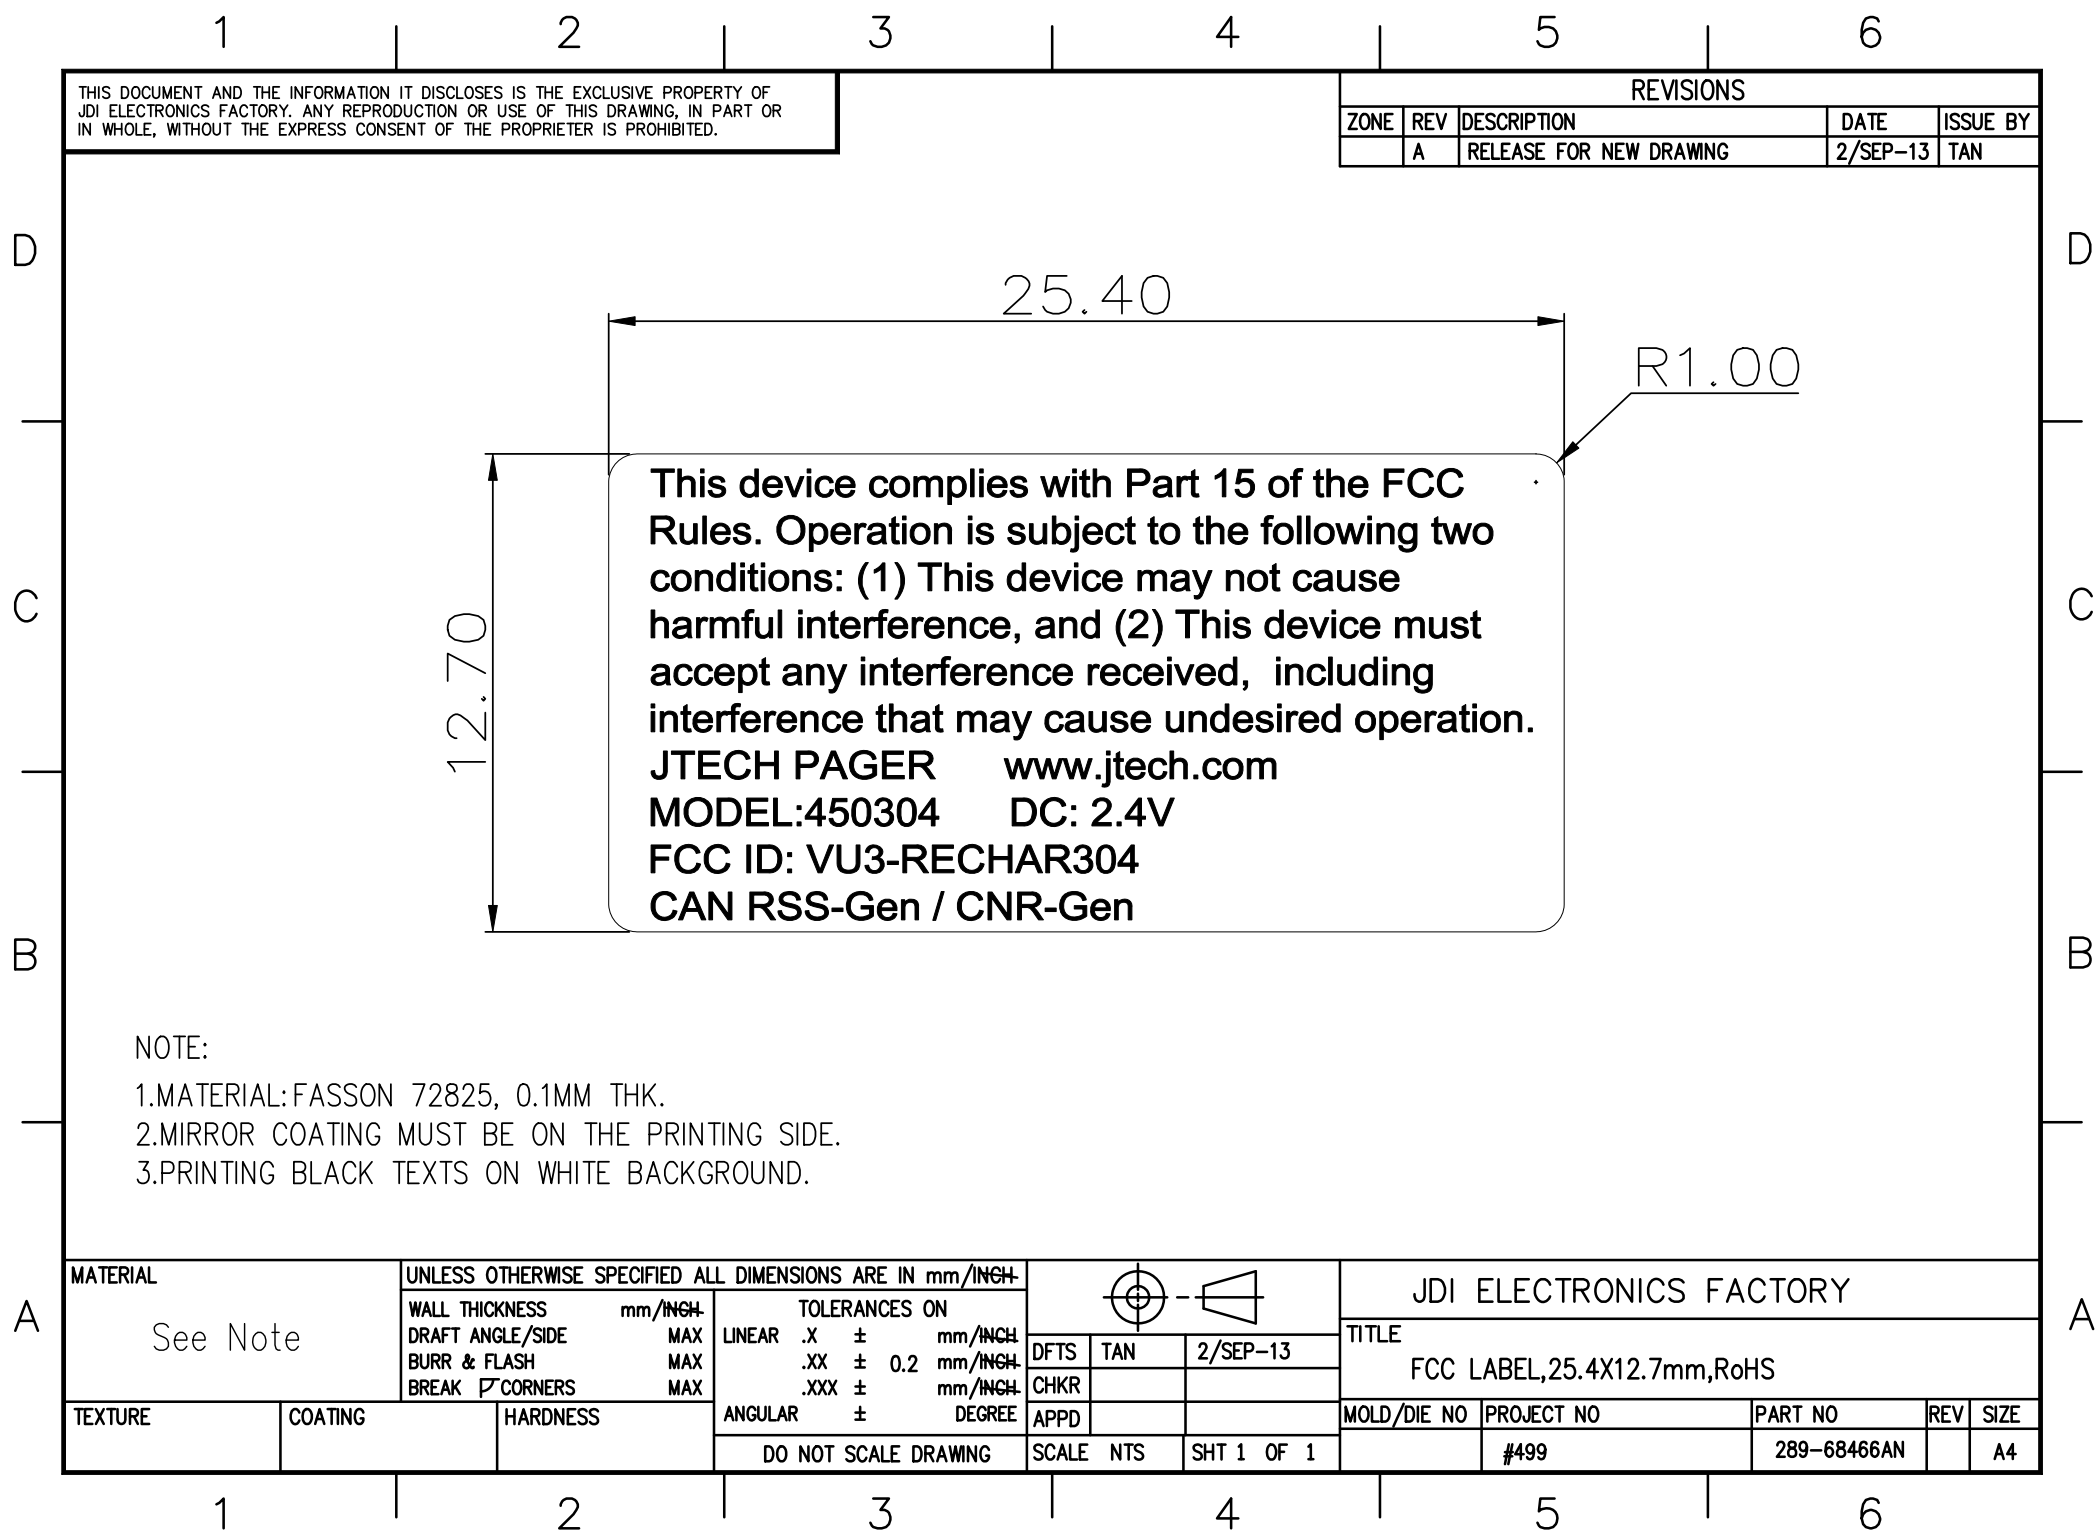 1 2 3 4 5 6
THIS DOCUMENT AND THE INFORMATION IT DISCLOSES IS THE EXCLUSIVE PROPERTY OF
JDI ELECTRONICS FACTORY. ANY REPRODUCTION OR USE OF THIS DRAWING, IN PART OR
IN WHOLE, WITHOUT THE EXPRESS CONSENT OF THE PROPRIETER IS PROHIBITED.
REVISIONS
ZONE REV DESCRIPTION DATE ISSUE BY
A RELEASE FOR NEW DRAWING 2/SEP-13 TAN
D D
25.40
R1.00
This device complies with Part 15 of the FCC
Rules. Operation is subject to the following two
conditions: (1) This device may not cause
harmful interference, and (2) This device must
accept any interference received, including
interference that may cause undesired operation.
JTECH PAGER www.jtech.com
MODEL:450304 DC: 2.4V
FCC ID: VU3-RECHAR304
CAN RSS-Gen / CNR-Gen
12.70
C C
B B
NOTE:
1.MATERIAL:FASSON 72825, 0.1MM THK.
2.MIRROR COATING MUST BE ON THE PRINTING SIDE.
3.PRINTING BLACK TEXTS ON WHITE BACKGROUND.
A A
MATERIAL
See Note
TEXTURE COATING HARDNESS
UNLESS OTHERWISE SPECIFIED ALL DIMENSIONS ARE IN mm/INCH
WALL THICKNESS mm/INCH
DRAFT ANGLE/SIDE MAX
BURR & FLASH MAX
BREAK CORNERS MAX
TOLERANCES ON
LINEAR .X ± mm/INCH
.XX ± 0.2 mm/INCH
.XXX ± mm/INCH
ANGULAR ± DEGREE
DO NOT SCALE DRAWING
DFTS TAN 2/SEP-13
CHKR
APPD
SCALE NTS SHT 1 OF 1
JDI ELECTRONICS FACTORY
TITLE
FCC LABEL,25.4X12.7mm,RoHS
MOLD/DIE NO PROJECT NO PART NO REV SIZE
#499 289-68466AN A4
1 2 3 4 5 6